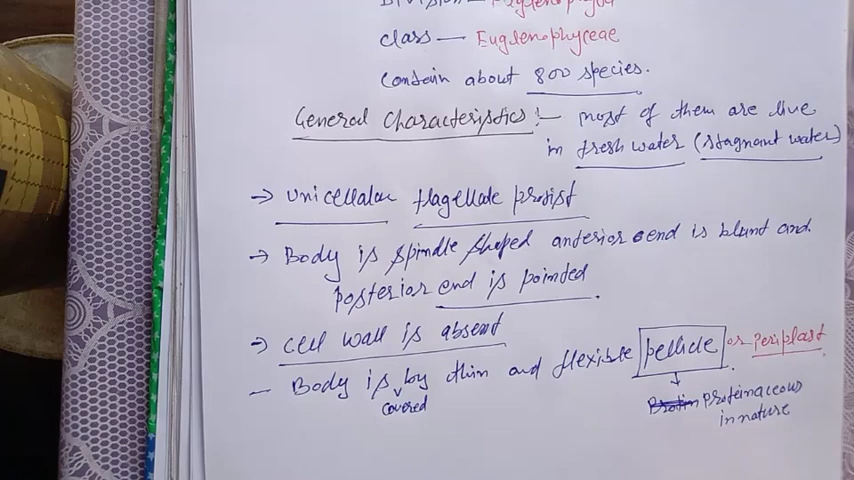 Division — Euglenophyta
class — Euglenophyceae
Contain about 800 species.
General Characteristics :— most of them are live
in fresh water (stagnant water)
→ Unicellular flagellate protist
→ Body is spindle shaped anterior end is blunt and
posterior end is pointed.
→ cell wall is absent
— Body is covered by thin and flexible pellicle or periplast.
↓
Proteinaceous
in nature